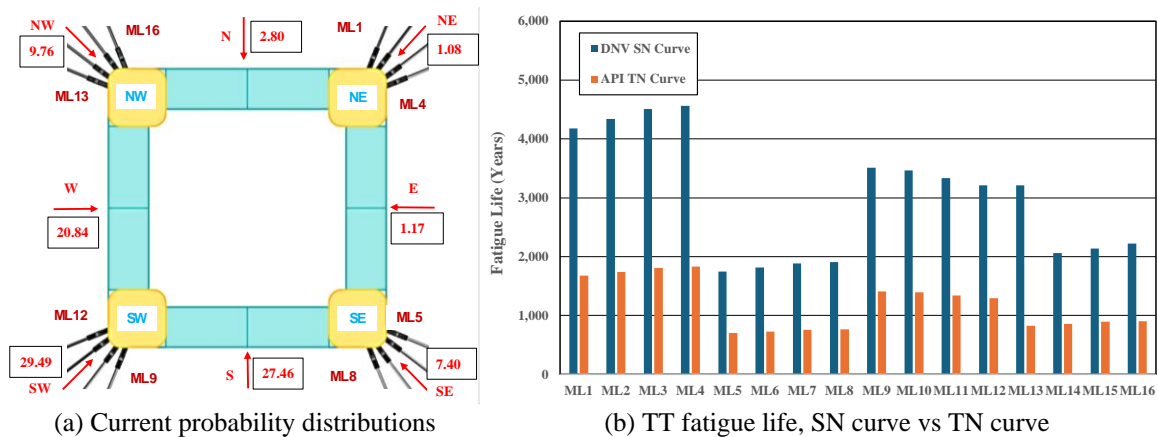 NW
ML16
9.76
N
2.80
ML1
NE
1.08
ML13
NW
NE
ML4
W
20.84
E
1.17
ML12
SW
SE
ML5
29.49
SW
ML9
S
27.46
ML8
7.40
SE
(a) Current probability distributions
6,000
5,000
4,000
3,000
2,000
1,000
0
Fatigue Life (Years)
DNV SN Curve
API TN Curve
ML1 ML2 ML3 ML4 ML5 ML6 ML7 ML8 ML9 ML10 ML11 ML12 ML13 ML14 ML15 ML16
(b) TT fatigue life, SN curve vs TN curve